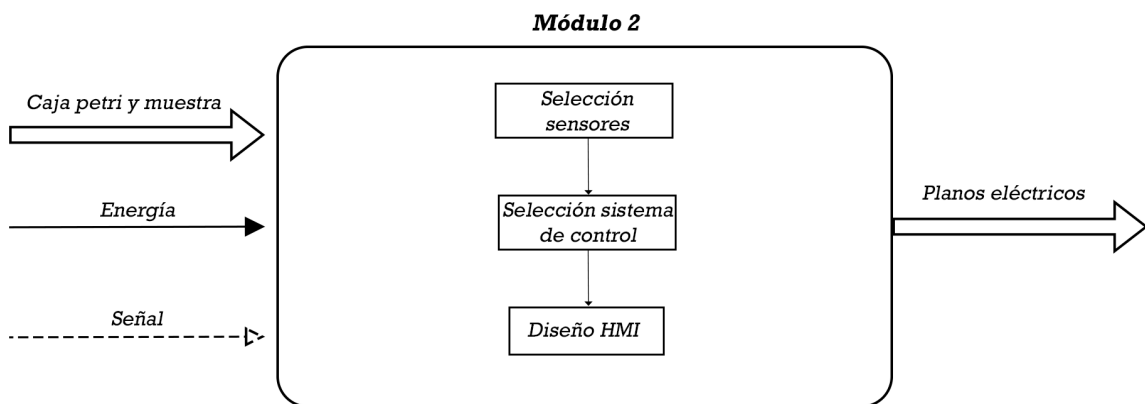 Módulo 2
Caja petri y muestra
Energía
Señal
Selección
sensores
Selección sistema
de control
Diseño HMI
Planos eléctricos